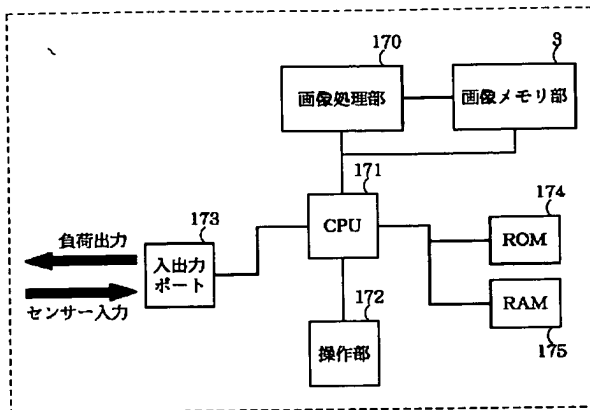 170
3
画像処理部
画像メモリ部
171
CPU
173
174
負荷出力
入出力
ポート
センサー入力
ROM
RAM
172
175
操作部